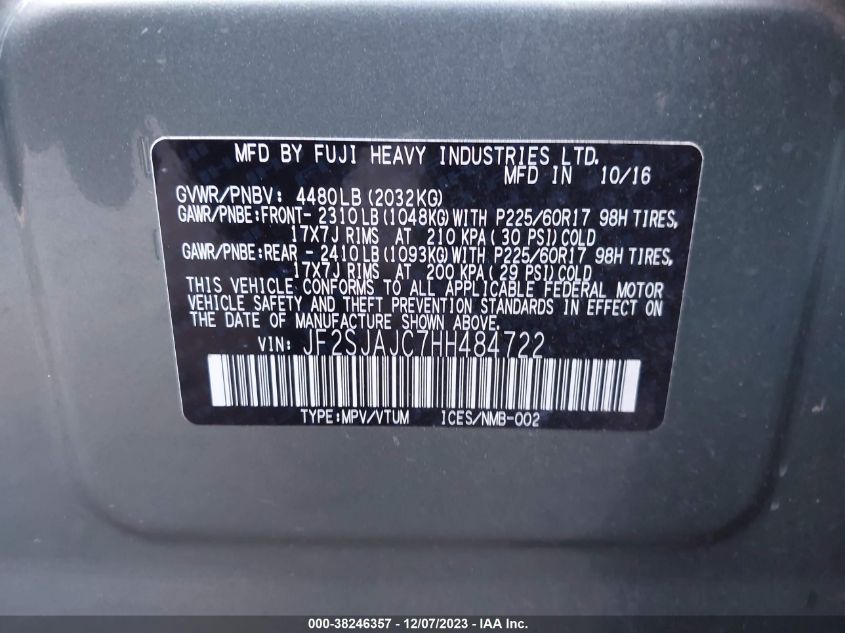 MFD BY FUJI HEAVY INDUSTRIES LTD.
MFD IN 10/16
GVWR/PNBV: 4480LB(2032KG)
GAWR/PNBE:FRONT- 2310LB(1048KG)WITH P225/60R17 98H TIRES,
17X7J RIMS AT 210 KPA( 30 PSI)COLD
GAWR/PNBE:REAR - 2410LB(1093KG)WITH P225/60R17 98H TIRES,
17X7J RIMS AT 200 KPA( 29 PSI)COLD
THIS VEHICLE CONFORMS TO ALL APPLICABLE FEDERAL MOTOR
VEHICLE SAFETY AND THEFT PREVENTION STANDARDS IN EFFECT ON
THE DATE OF MANUFACTURE SHOWN ABOVE.
VIN: JF2SJAJC7HH484722
TYPE:MPV/VTUM ICES/NMB-002
000-38246357 - 12/07/2023 - IAA Inc.